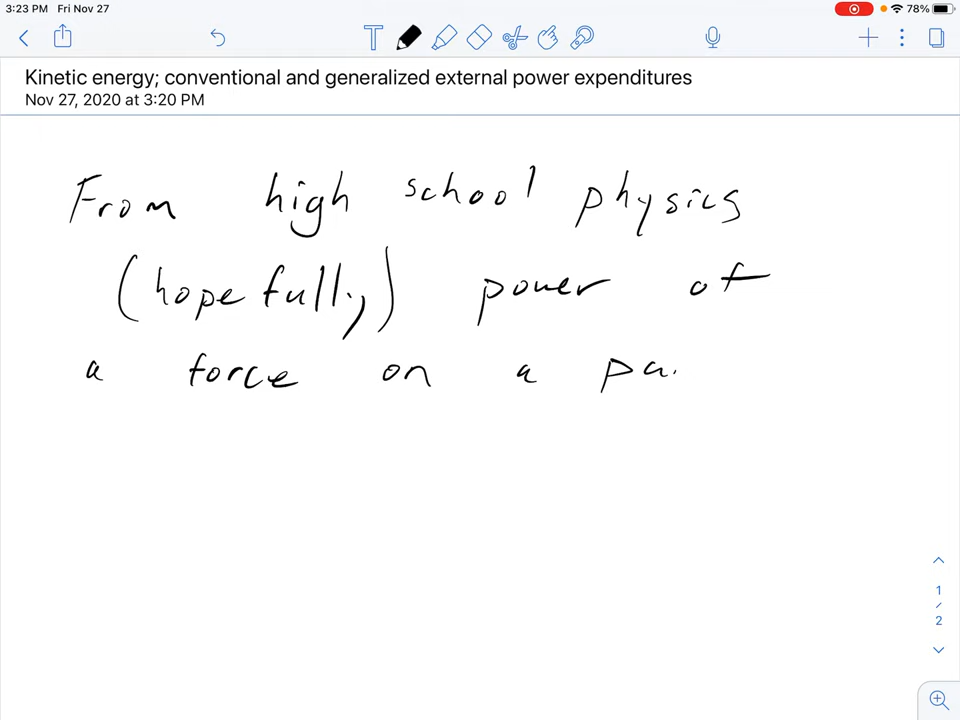 3:23 PM Fri Nov 27 78%
T
Kinetic energy; conventional and generalized external power expenditures
Nov 27, 2020 at 3:20 PM
From high school physics
(hopefully) power of
a force on a pa
1
/
2